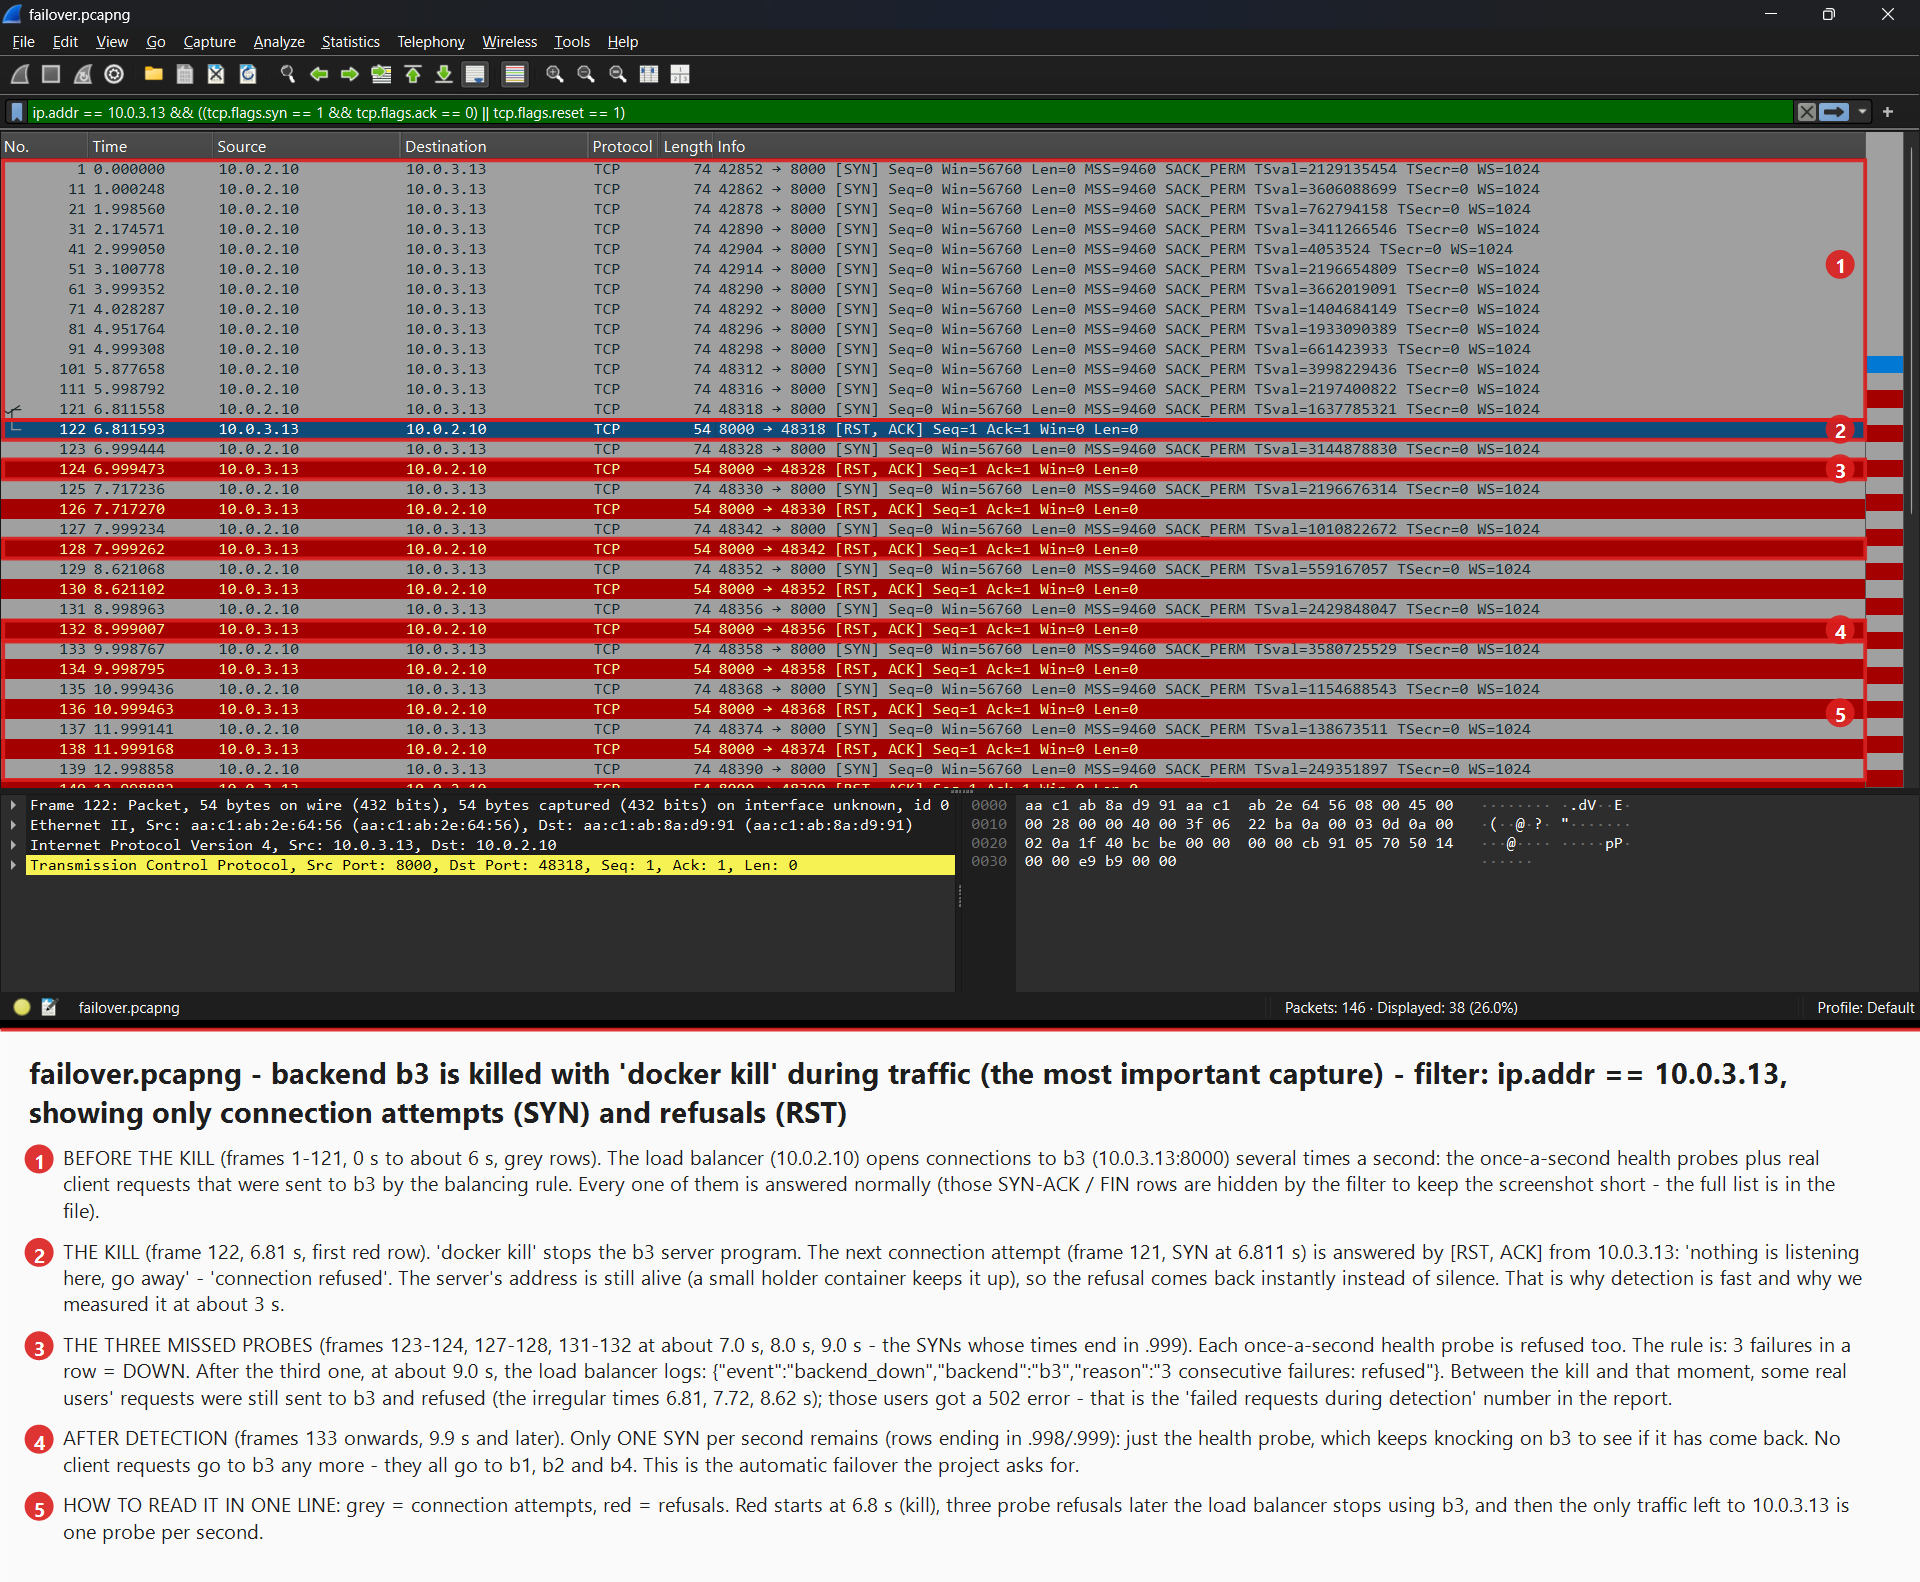 failover.pcapng
File Edit View Go Capture Analyze Statistics Telephony Wireless Tools Help
ip.addr == 10.0.3.13 && ((tcp.flags.syn == 1 && tcp.flags.ack == 0) || tcp.flags.reset == 1)
No. Time Source Destination Protocol Length Info
1 0.000000 10.0.2.10 10.0.3.13 TCP 74 42852 → 8000 [SYN] Seq=0 Win=56760 Len=0 MSS=9460 SACK_PERM TSval=2129135454 TSecr=0 WS=1024
11 1.000248 10.0.2.10 10.0.3.13 TCP 74 42862 → 8000 [SYN] Seq=0 Win=56760 Len=0 MSS=9460 SACK_PERM TSval=3606088699 TSecr=0 WS=1024
21 1.998560 10.0.2.10 10.0.3.13 TCP 74 42878 → 8000 [SYN] Seq=0 Win=56760 Len=0 MSS=9460 SACK_PERM TSval=762794158 TSecr=0 WS=1024
31 2.174571 10.0.2.10 10.0.3.13 TCP 74 42890 → 8000 [SYN] Seq=0 Win=56760 Len=0 MSS=9460 SACK_PERM TSval=3411266546 TSecr=0 WS=1024
41 2.999050 10.0.2.10 10.0.3.13 TCP 74 42904 → 8000 [SYN] Seq=0 Win=56760 Len=0 MSS=9460 SACK_PERM TSval=4053524 TSecr=0 WS=1024
51 3.100778 10.0.2.10 10.0.3.13 TCP 74 42914 → 8000 [SYN] Seq=0 Win=56760 Len=0 MSS=9460 SACK_PERM TSval=2196654809 TSecr=0 WS=1024
1
61 3.999352 10.0.2.10 10.0.3.13 TCP 74 48290 → 8000 [SYN] Seq=0 Win=56760 Len=0 MSS=9460 SACK_PERM TSval=3662019091 TSecr=0 WS=1024
71 4.028287 10.0.2.10 10.0.3.13 TCP 74 48292 → 8000 [SYN] Seq=0 Win=56760 Len=0 MSS=9460 SACK_PERM TSval=1404684149 TSecr=0 WS=1024
81 4.951764 10.0.2.10 10.0.3.13 TCP 74 48296 → 8000 [SYN] Seq=0 Win=56760 Len=0 MSS=9460 SACK_PERM TSval=1933090389 TSecr=0 WS=1024
91 4.999308 10.0.2.10 10.0.3.13 TCP 74 48298 → 8000 [SYN] Seq=0 Win=56760 Len=0 MSS=9460 SACK_PERM TSval=661423933 TSecr=0 WS=1024
101 5.877658 10.0.2.10 10.0.3.13 TCP 74 48312 → 8000 [SYN] Seq=0 Win=56760 Len=0 MSS=9460 SACK_PERM TSval=3998229436 TSecr=0 WS=1024
111 5.998792 10.0.2.10 10.0.3.13 TCP 74 48316 → 8000 [SYN] Seq=0 Win=56760 Len=0 MSS=9460 SACK_PERM TSval=2197400822 TSecr=0 WS=1024
121 6.811558 10.0.2.10 10.0.3.13 TCP 74 48318 → 8000 [SYN] Seq=0 Win=56760 Len=0 MSS=9460 SACK_PERM TSval=1637785321 TSecr=0 WS=1024
122 6.811593 10.0.3.13 10.0.2.10 TCP 54 8000 → 48318 [RST, ACK] Seq=1 Ack=1 Win=0 Len=0 2
123 6.999444 10.0.2.10 10.0.3.13 TCP 74 48328 → 8000 [SYN] Seq=0 Win=56760 Len=0 MSS=9460 SACK_PERM TSval=3144878830 TSecr=0 WS=1024
124 6.999473 10.0.3.13 10.0.2.10 TCP 54 8000 → 48328 [RST, ACK] Seq=1 Ack=1 Win=0 Len=0 3
125 7.717236 10.0.2.10 10.0.3.13 TCP 74 48330 → 8000 [SYN] Seq=0 Win=56760 Len=0 MSS=9460 SACK_PERM TSval=2196676314 TSecr=0 WS=1024
126 7.717270 10.0.3.13 10.0.2.10 TCP 54 8000 → 48330 [RST, ACK] Seq=1 Ack=1 Win=0 Len=0
127 7.999234 10.0.2.10 10.0.3.13 TCP 74 48342 → 8000 [SYN] Seq=0 Win=56760 Len=0 MSS=9460 SACK_PERM TSval=1010822672 TSecr=0 WS=1024
128 7.999262 10.0.3.13 10.0.2.10 TCP 54 8000 → 48342 [RST, ACK] Seq=1 Ack=1 Win=0 Len=0
129 8.621068 10.0.2.10 10.0.3.13 TCP 74 48352 → 8000 [SYN] Seq=0 Win=56760 Len=0 MSS=9460 SACK_PERM TSval=559167057 TSecr=0 WS=1024
130 8.621102 10.0.3.13 10.0.2.10 TCP 54 8000 → 48352 [RST, ACK] Seq=1 Ack=1 Win=0 Len=0
131 8.998963 10.0.2.10 10.0.3.13 TCP 74 48356 → 8000 [SYN] Seq=0 Win=56760 Len=0 MSS=9460 SACK_PERM TSval=2429848047 TSecr=0 WS=1024
132 8.999007 10.0.3.13 10.0.2.10 TCP 54 8000 → 48356 [RST, ACK] Seq=1 Ack=1 Win=0 Len=0 4
133 9.998767 10.0.2.10 10.0.3.13 TCP 74 48358 → 8000 [SYN] Seq=0 Win=56760 Len=0 MSS=9460 SACK_PERM TSval=3580725529 TSecr=0 WS=1024
134 9.998795 10.0.3.13 10.0.2.10 TCP 54 8000 → 48358 [RST, ACK] Seq=1 Ack=1 Win=0 Len=0
135 10.999436 10.0.2.10 10.0.3.13 TCP 74 48368 → 8000 [SYN] Seq=0 Win=56760 Len=0 MSS=9460 SACK_PERM TSval=1154688543 TSecr=0 WS=1024
136 10.999463 10.0.3.13 10.0.2.10 TCP 54 8000 → 48368 [RST, ACK] Seq=1 Ack=1 Win=0 Len=0 5
137 11.999141 10.0.2.10 10.0.3.13 TCP 74 48374 → 8000 [SYN] Seq=0 Win=56760 Len=0 MSS=9460 SACK_PERM TSval=138673511 TSecr=0 WS=1024
138 11.999168 10.0.3.13 10.0.2.10 TCP 54 8000 → 48374 [RST, ACK] Seq=1 Ack=1 Win=0 Len=0
139 12.998858 10.0.2.10 10.0.3.13 TCP 74 48390 → 8000 [SYN] Seq=0 Win=56760 Len=0 MSS=9460 SACK_PERM TSval=249351897 TSecr=0 WS=1024
Frame 122: Packet, 54 bytes on wire (432 bits), 54 bytes captured (432 bits) on interface unknown, id 0
Ethernet II, Src: aa:c1:ab:2e:64:56 (aa:c1:ab:2e:64:56), Dst: aa:c1:ab:8a:d9:91 (aa:c1:ab:8a:d9:91)
Internet Protocol Version 4, Src: 10.0.3.13, Dst: 10.0.2.10
Transmission Control Protocol, Src Port: 8000, Dst Port: 48318, Seq: 1, Ack: 1, Len: 0
0000 aa c1 ab 8a d9 91 aa c1 ab 2e 64 56 08 00 45 00 ········ ·.dV··E·
0010 00 28 00 00 40 00 3f 06 22 ba 0a 00 03 0d 0a 00 ·(··@·?· "·······
0020 02 0a 1f 40 bc be 00 00 00 00 cb 91 05 70 50 14 ···@···· ·····pP·
0030 00 00 e9 b9 00 00 ······
failover.pcapng Packets: 146 · Displayed: 38 (26.0%) Profile: Default
failover.pcapng - backend b3 is killed with 'docker kill' during traffic (the most important capture) - filter: ip.addr == 10.0.3.13,
showing only connection attempts (SYN) and refusals (RST)
1 BEFORE THE KILL (frames 1-121, 0 s to about 6 s, grey rows). The load balancer (10.0.2.10) opens connections to b3 (10.0.3.13:8000) several times a second: the once-a-second health probes plus real
client requests that were sent to b3 by the balancing rule. Every one of them is answered normally (those SYN-ACK / FIN rows are hidden by the filter to keep the screenshot short - the full list is in the
file).
2 THE KILL (frame 122, 6.81 s, first red row). 'docker kill' stops the b3 server program. The next connection attempt (frame 121, SYN at 6.811 s) is answered by [RST, ACK] from 10.0.3.13: 'nothing is listening
here, go away' - 'connection refused'. The server's address is still alive (a small holder container keeps it up), so the refusal comes back instantly instead of silence. That is why detection is fast and why we
measured it at about 3 s.
3 THE THREE MISSED PROBES (frames 123-124, 127-128, 131-132 at about 7.0 s, 8.0 s, 9.0 s - the SYNs whose times end in .999). Each once-a-second health probe is refused too. The rule is: 3 failures in a
row = DOWN. After the third one, at about 9.0 s, the load balancer logs: {"event":"backend_down","backend":"b3","reason":"3 consecutive failures: refused"}. Between the kill and that moment, some real
users' requests were still sent to b3 and refused (the irregular times 6.81, 7.72, 8.62 s); those users got a 502 error - that is the 'failed requests during detection' number in the report.
4 AFTER DETECTION (frames 133 onwards, 9.9 s and later). Only ONE SYN per second remains (rows ending in .998/.999): just the health probe, which keeps knocking on b3 to see if it has come back. No
client requests go to b3 any more - they all go to b1, b2 and b4. This is the automatic failover the project asks for.
5 HOW TO READ IT IN ONE LINE: grey = connection attempts, red = refusals. Red starts at 6.8 s (kill), three probe refusals later the load balancer stops using b3, and then the only traffic left to 10.0.3.13 is
one probe per second.